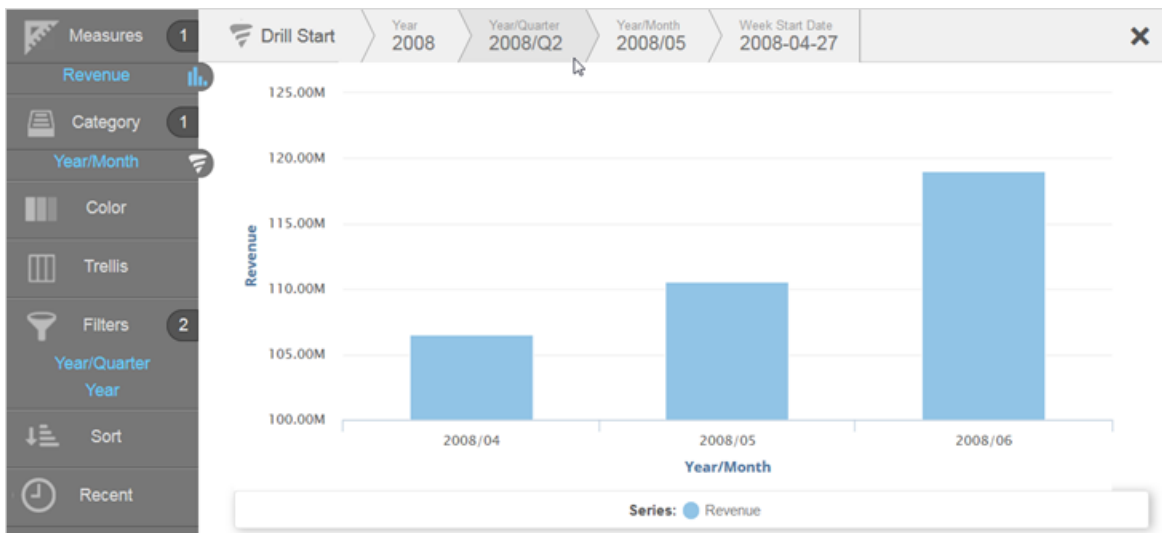 Measures 1
Revenue
Category 1
Year/Month
Color
Trellis
Filters 2
Year/Quarter
Year
Sort
Recent
Drill Start
Year
2008
Year/Quarter
2008/Q2
Year/Month
2008/05
Week Start Date
2008-04-27
125.00M
120.00M
115.00M
110.00M
105.00M
100.00M
Revenue
2008/04 2008/05 2008/06
Year/Month
Series: Revenue